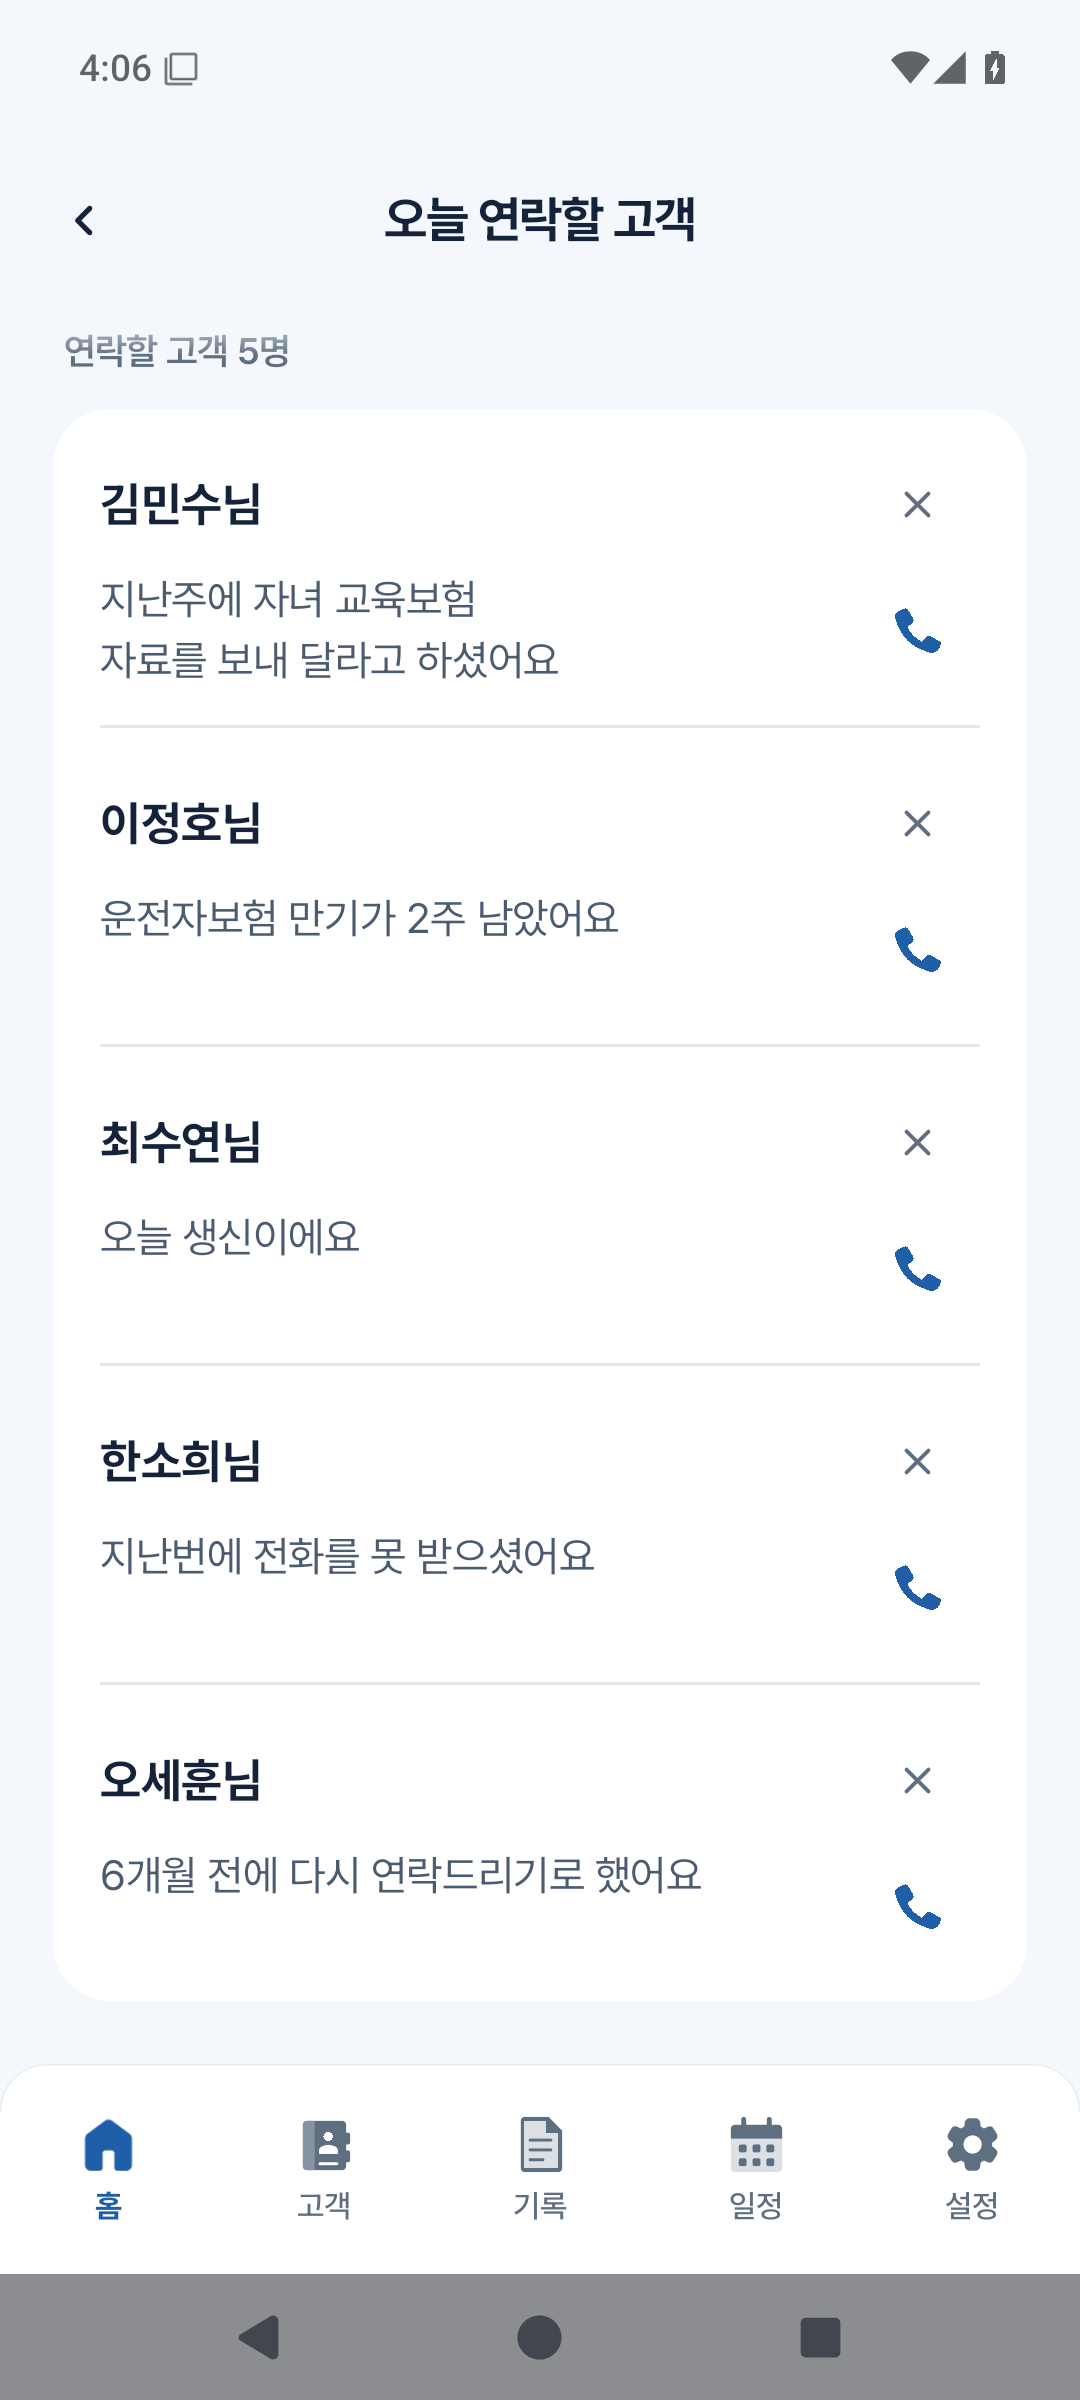 4:06
오늘 연락할 고객
연락할 고객 5명
김민수님
지난주에 자녀 교육보험
자료를 보내 달라고 하셨어요
이정호님
운전자보험 만기가 2주 남았어요
최수연님
오늘 생신이에요
한소희님
지난번에 전화를 못 받으셨어요
오세훈님
6개월 전에 다시 연락드리기로 했어요
홈
고객
기록
일정
설정